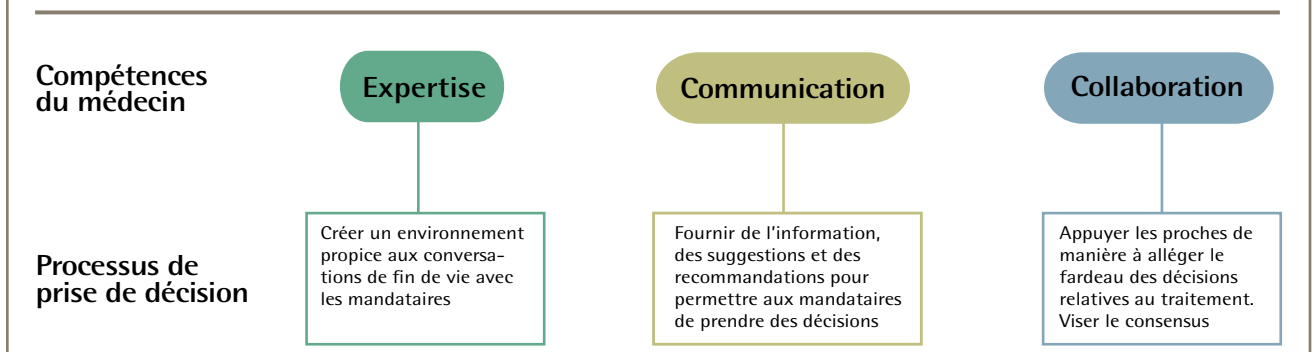 Compétences
du médecin
Expertise
Communication
Collaboration
Processus de
prise de décision
Créer un environnement
propice aux conversa-
tions de fin de vie avec
les mandataires
Fournir de l'information,
des suggestions et des
recommandations pour
permettre aux mandataires
de prendre des décisions
Appuyer les proches de
manière à alléger le
fardeau des décisions
relatives au traitement.
Viser le consensus